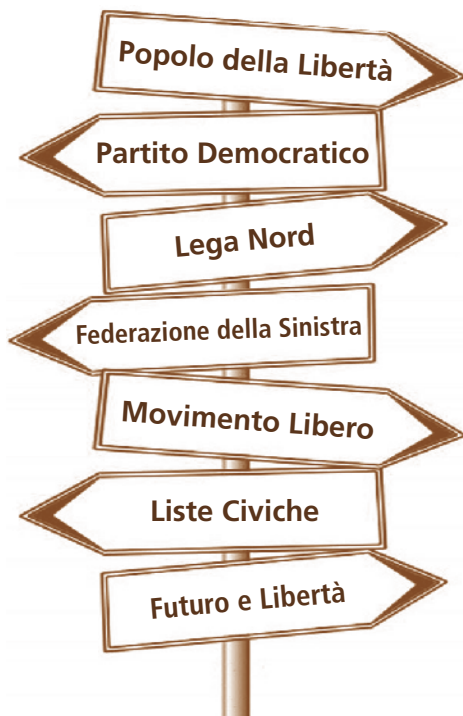 Popolo della Libertà
Partito Democratico
Lega Nord
Federazione della Sinistra
Movimento Libero
Liste Civiche
Futuro e Libertà